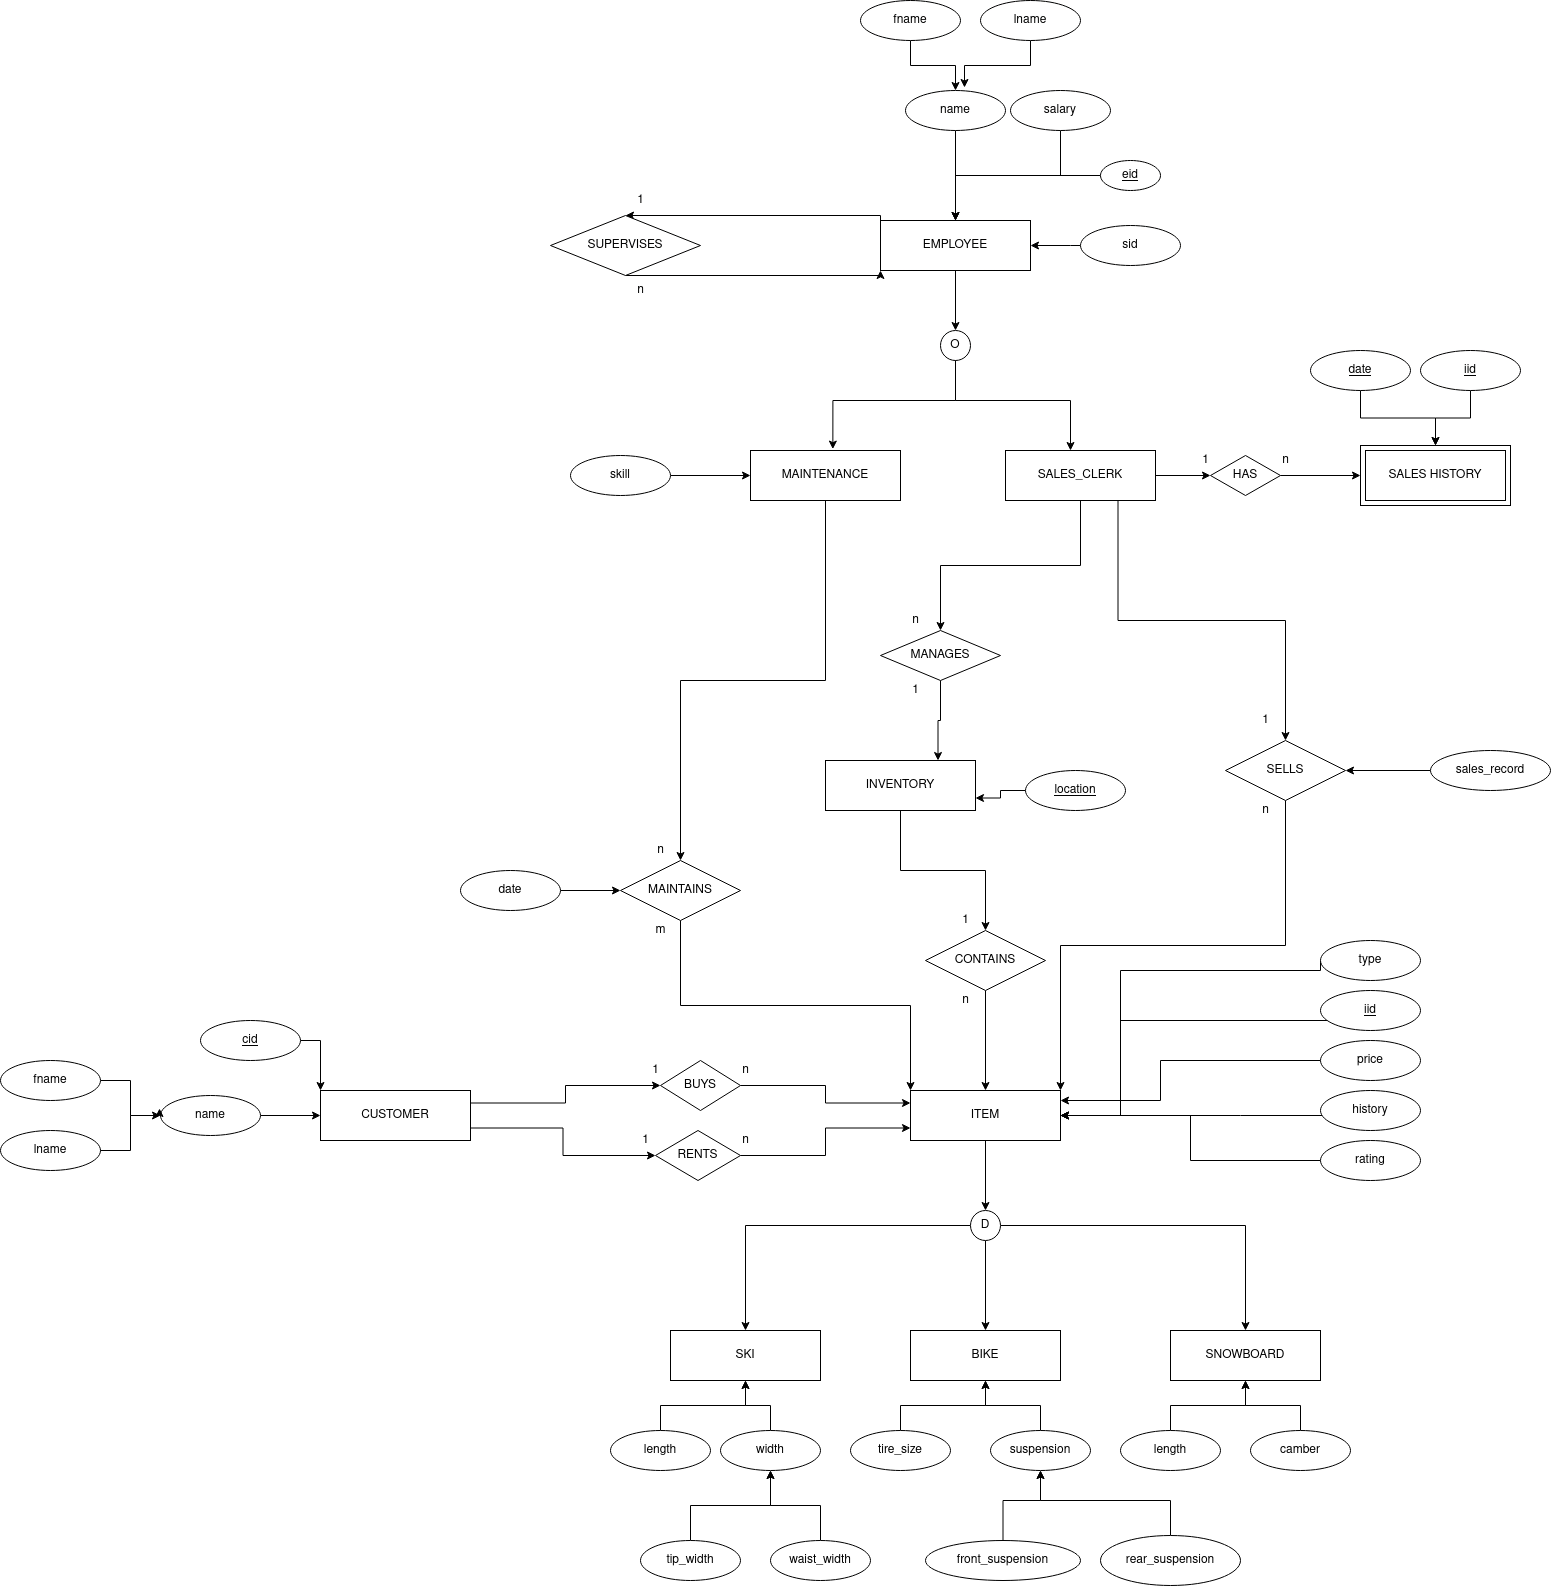 fname
lname
name
salary
eid
1
SUPERVISES
EMPLOYEE
sid
n
O
date
iid
skill
MAINTENANCE
SALES_CLERK
1
HAS
n
SALES HISTORY
n
MANAGES
1
1
SELLS
sales_record
INVENTORY
location
n
n
date
MAINTAINS
m
1
CONTAINS
n
type
iid
cid
price
fname
1
BUYS
n
name
CUSTOMER
ITEM
history
lname
1
RENTS
n
rating
D
SKI
BIKE
SNOWBOARD
length
width
tire_size
suspension
length
camber
tip_width
waist_width
front_suspension
rear_suspension